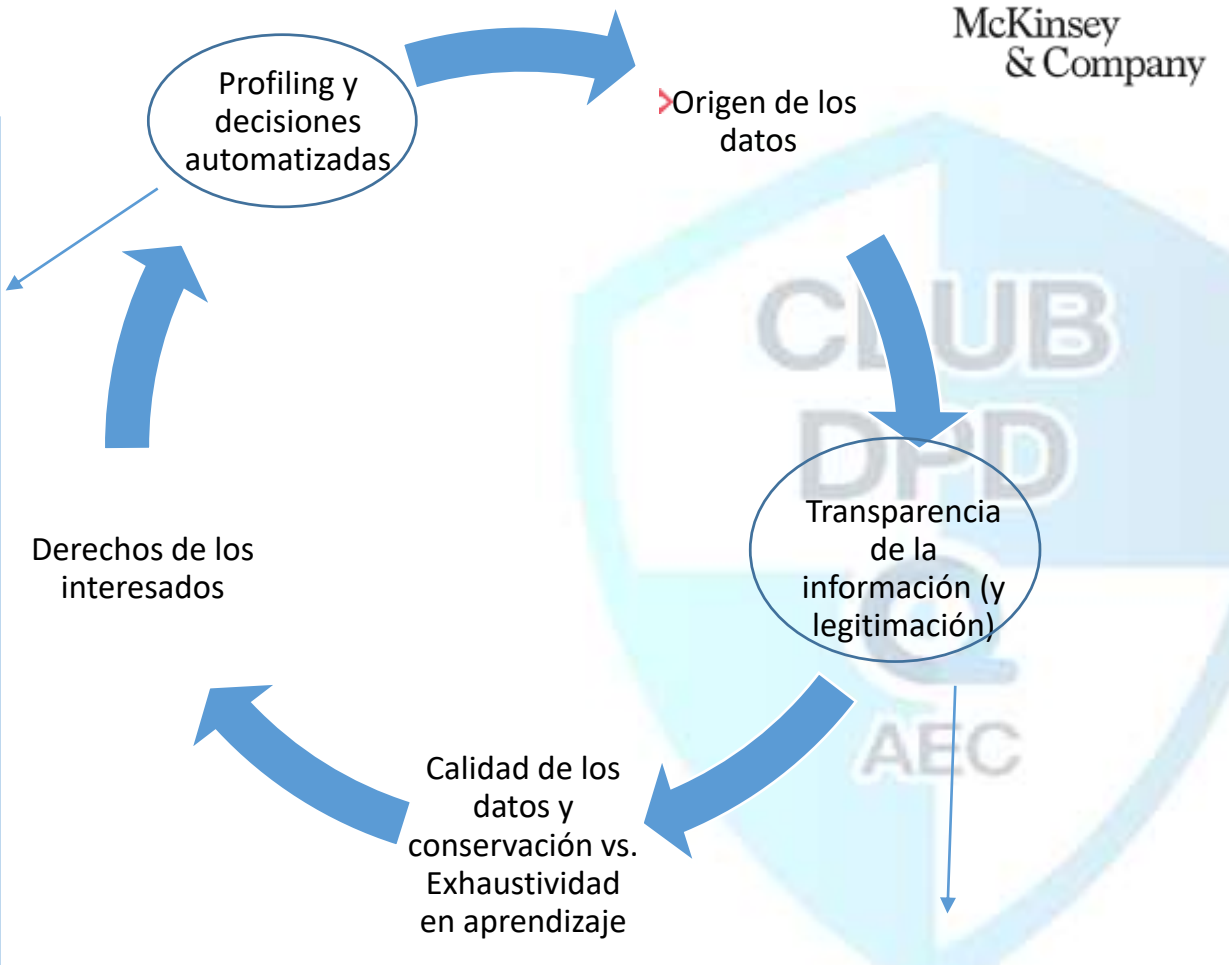 McKinsey
& Company
Profiling y
decisiones
automatizadas
Origen de los
datos
CLUB
DPD
Transparencia
de la
información (y
legitimación)
AEC
Derechos de los
interesados
Calidad de los
datos y
conservación vs.
Exhaustividad
en aprendizaje